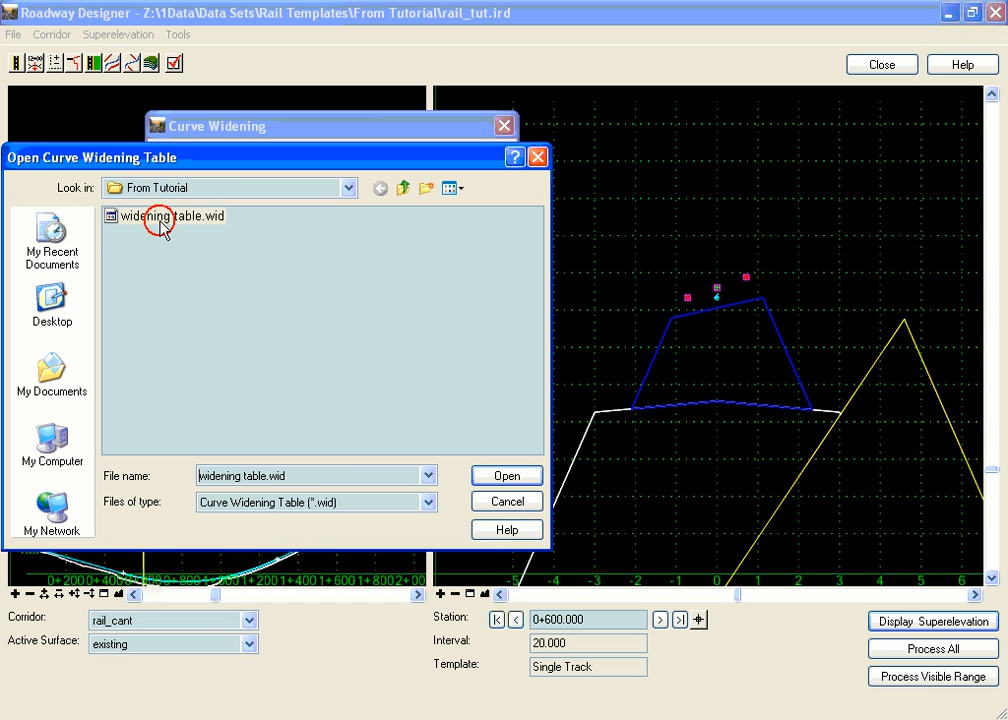 Roadway Designer - Z:\1Data\Data Sets\Rail Templates\From Tutorial\rail_tut.ird
File Corridor Superelevation Tools
Close Help
Curve Widening
Open Curve Widening Table
Look in: From Tutorial
widening table.wid
My Recent
Documents
Desktop
My Documents
My Computer
My Network
File name: widening table.wid Open
Files of type: Curve Widening Table (*.wid) Cancel
Help
-5 -4 -3 -2 -1 0 1 2 3 4 5 6
Corridor: rail_cant
Active Surface: existing
Station: 0+600.000
Interval: 20.000
Template: Single Track
Display Superelevation
Process All
Process Visible Range